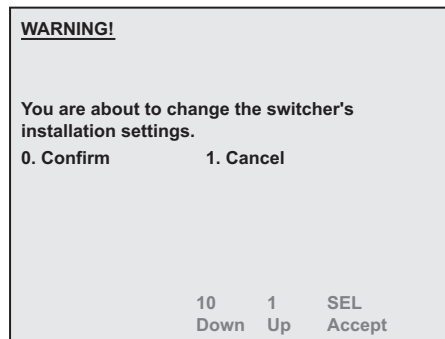 WARNING!
You are about to change the switcher's
installation settings.
0. Confirm 1. Cancel
10 1 SEL
Down Up Accept